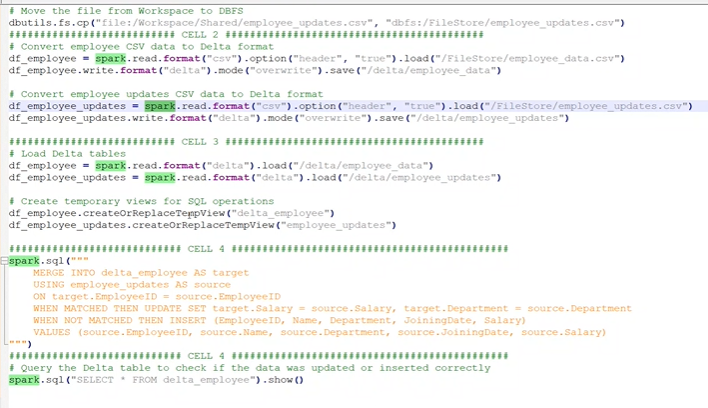 # Move the file from Workspace to DBFS
dbutils.fs.cp("file:/Workspace/Shared/employee_updates.csv", "dbfs:/FileStore/employee_updates.csv")
########################### CELL 2 #########################################
# Convert employee CSV data to Delta format
df_employee = spark.read.format("csv").option("header", "true").load("/FileStore/employee_data.csv")
df_employee.write.format("delta").mode("overwrite").save("/delta/employee_data")
# Convert employee updates CSV data to Delta format
df_employee_updates = spark.read.format("csv").option("header", "true").load("/FileStore/employee_updates.csv")
df_employee_updates.write.format("delta").mode("overwrite").save("/delta/employee_updates")
########################### CELL 3 #########################################
# Load Delta tables
df_employee = spark.read.format("delta").load("/delta/employee_data")
df_employee_updates = spark.read.format("delta").load("/delta/employee_updates")
# Create temporary views for SQL operations
df_employee.createOrReplaceTempView("delta_employee")
df_employee_updates.createOrReplaceTempView("employee_updates")
############################ CELL 4 ############################################
spark.sql("""
MERGE INTO delta_employee AS target
USING employee_updates AS source
ON target.EmployeeID = source.EmployeeID
WHEN MATCHED THEN UPDATE SET target.Salary = source.Salary, target.Department = source.Department
WHEN NOT MATCHED THEN INSERT (EmployeeID, Name, Department, JoiningDate, Salary)
VALUES (source.EmployeeID, source.Name, source.Department, source.JoiningDate, source.Salary)
""")
############################ CELL 4 ############################################
# Query the Delta table to check if the data was updated or inserted correctly
spark.sql("SELECT * FROM delta_employee").show()